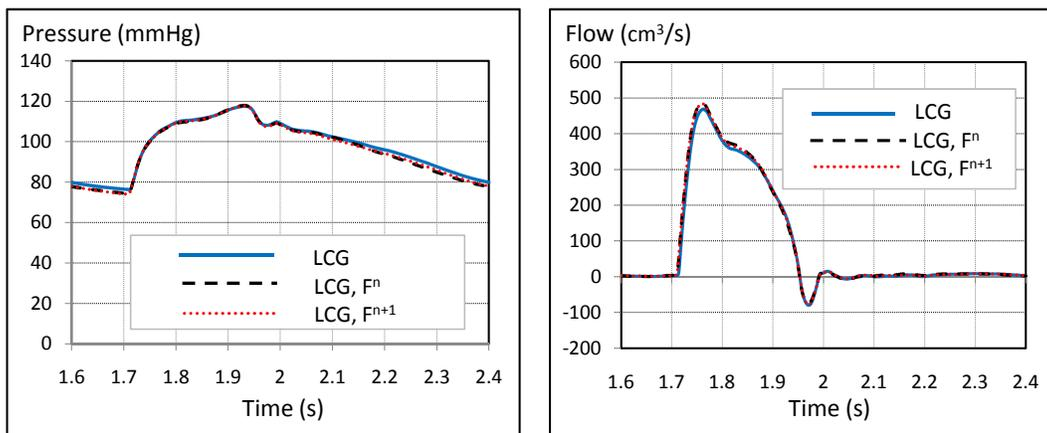 Pressure (mmHg)
140
120
100
80
60
40
20
0
LCG
LCG, Fⁿ
LCG, Fⁿ⁺¹
1.6 1.7 1.8 1.9 2 2.1 2.2 2.3 2.4
Time (s)
Flow (cm³/s)
600
500
400
300
200
100
0
-100
-200
LCG
LCG, Fⁿ
LCG, Fⁿ⁺¹
1.6 1.7 1.8 1.9 2 2.1 2.2 2.3 2.4
Time (s)